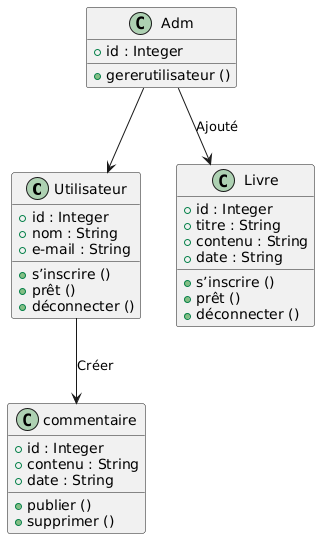 C Adm
id : Integer
gererutilisateur ()
Ajouté
C Utilisateur
id : Integer
nom : String
e-mail : String
s’inscrire ()
prêt ()
déconnecter ()
C Livre
id : Integer
titre : String
contenu : String
date : String
s’inscrire ()
prêt ()
déconnecter ()
Créer
C commentaire
id : Integer
contenu : String
date : String
publier ()
supprimer ()